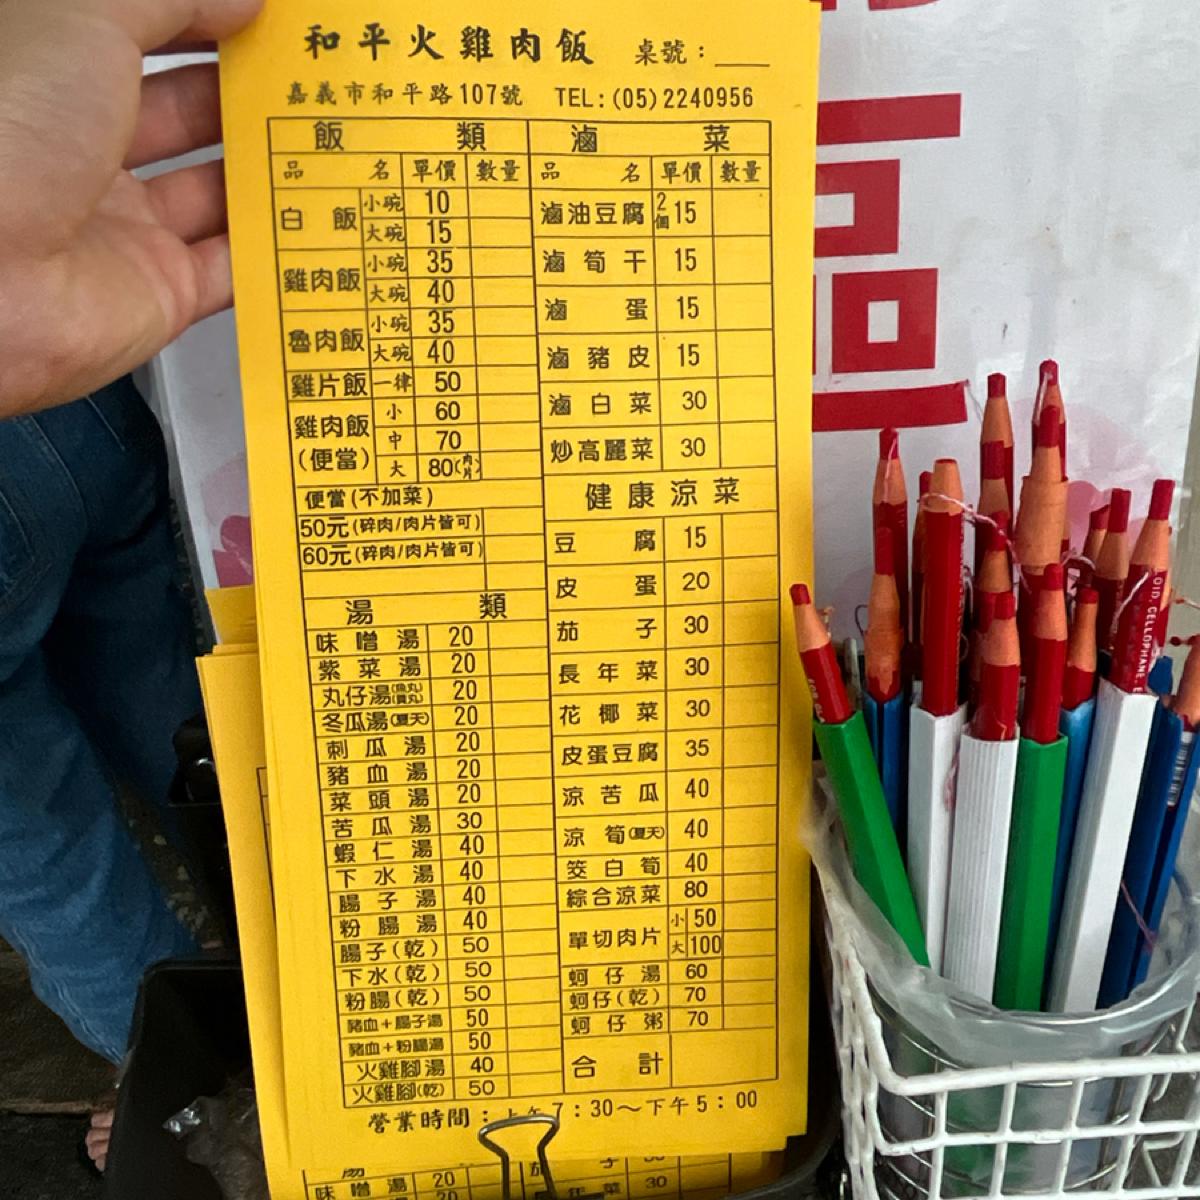 和平火雞肉飯 桌號：
嘉義市和平路107號 TEL:(05)2240956
飯類
品名 單價 數量
白飯 小碗 10
大碗 15
雞肉飯 小碗 35
大碗 40
魯肉飯 小碗 35
大碗 40
雞片飯 一律 50
雞肉飯(便當) 小 60
中 70
大 80(肉片)
便當(不加菜)
50元(碎肉/肉片皆可)
60元(碎肉/肉片皆可)
湯類
味噌湯 20
紫菜湯 20
丸仔湯(魚丸 貢丸) 20
冬瓜湯(夏天) 20
刺瓜湯 20
豬血湯 20
菜頭湯 20
苦瓜湯 30
蝦仁湯 40
下水湯 40
腸子湯 40
粉腸湯 40
腸子(乾) 50
下水(乾) 50
粉腸(乾) 50
豬血+腸子湯 50
豬血+粉腸湯 50
火雞腳湯 40
火雞腳(乾) 50
滷菜
品名 單價 數量
滷油豆腐 2個 15
滷筍干 15
滷蛋 15
滷豬皮 15
滷白菜 30
炒高麗菜 30
健康涼菜
豆腐 15
皮蛋 20
茄子 30
長年菜 30
花椰菜 30
皮蛋豆腐 35
涼苦瓜 40
涼筍(夏天) 40
筊白筍 40
綜合涼菜 80
單切肉片 小 50
大 100
蚵仔湯 60
蚵仔(乾) 70
蚵仔粥 70
合計
營業時間：上午7：30～下午5：00
味噌湯 20
年菜 30